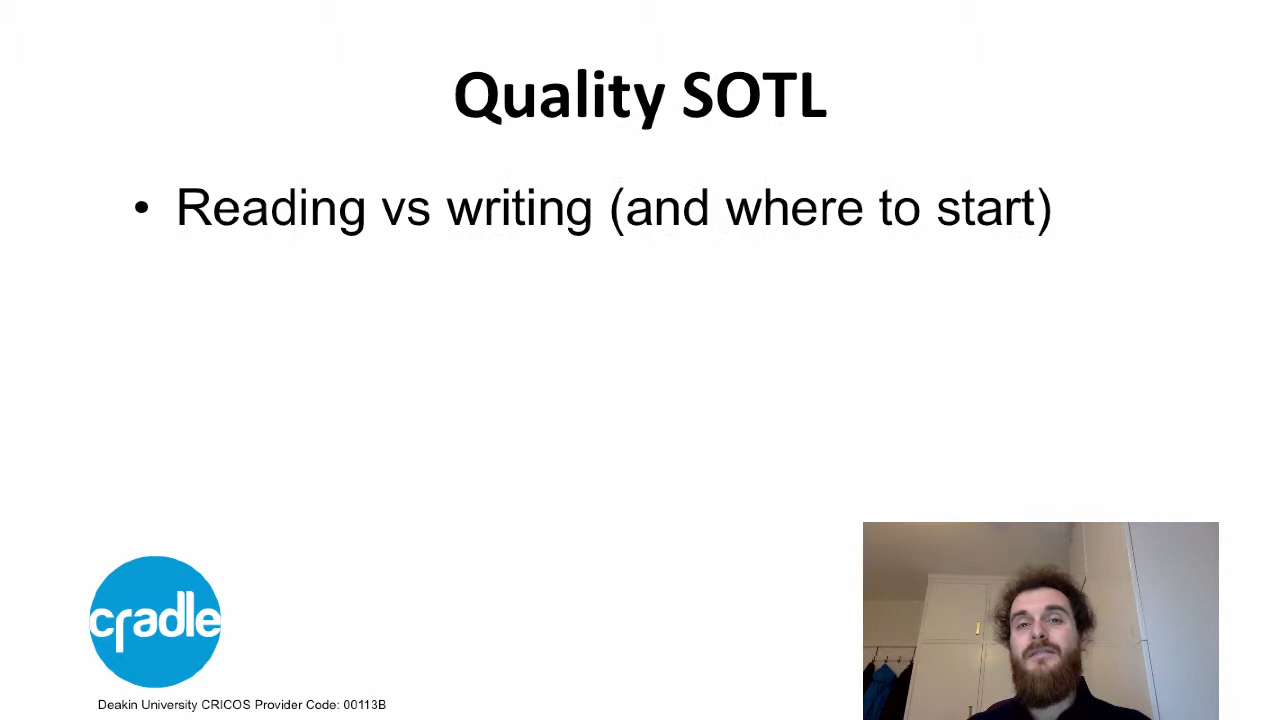 Quality SOTL
• Reading vs writing (and where to start)
cradle
Deakin University CRICOS Provider Code: 00113B